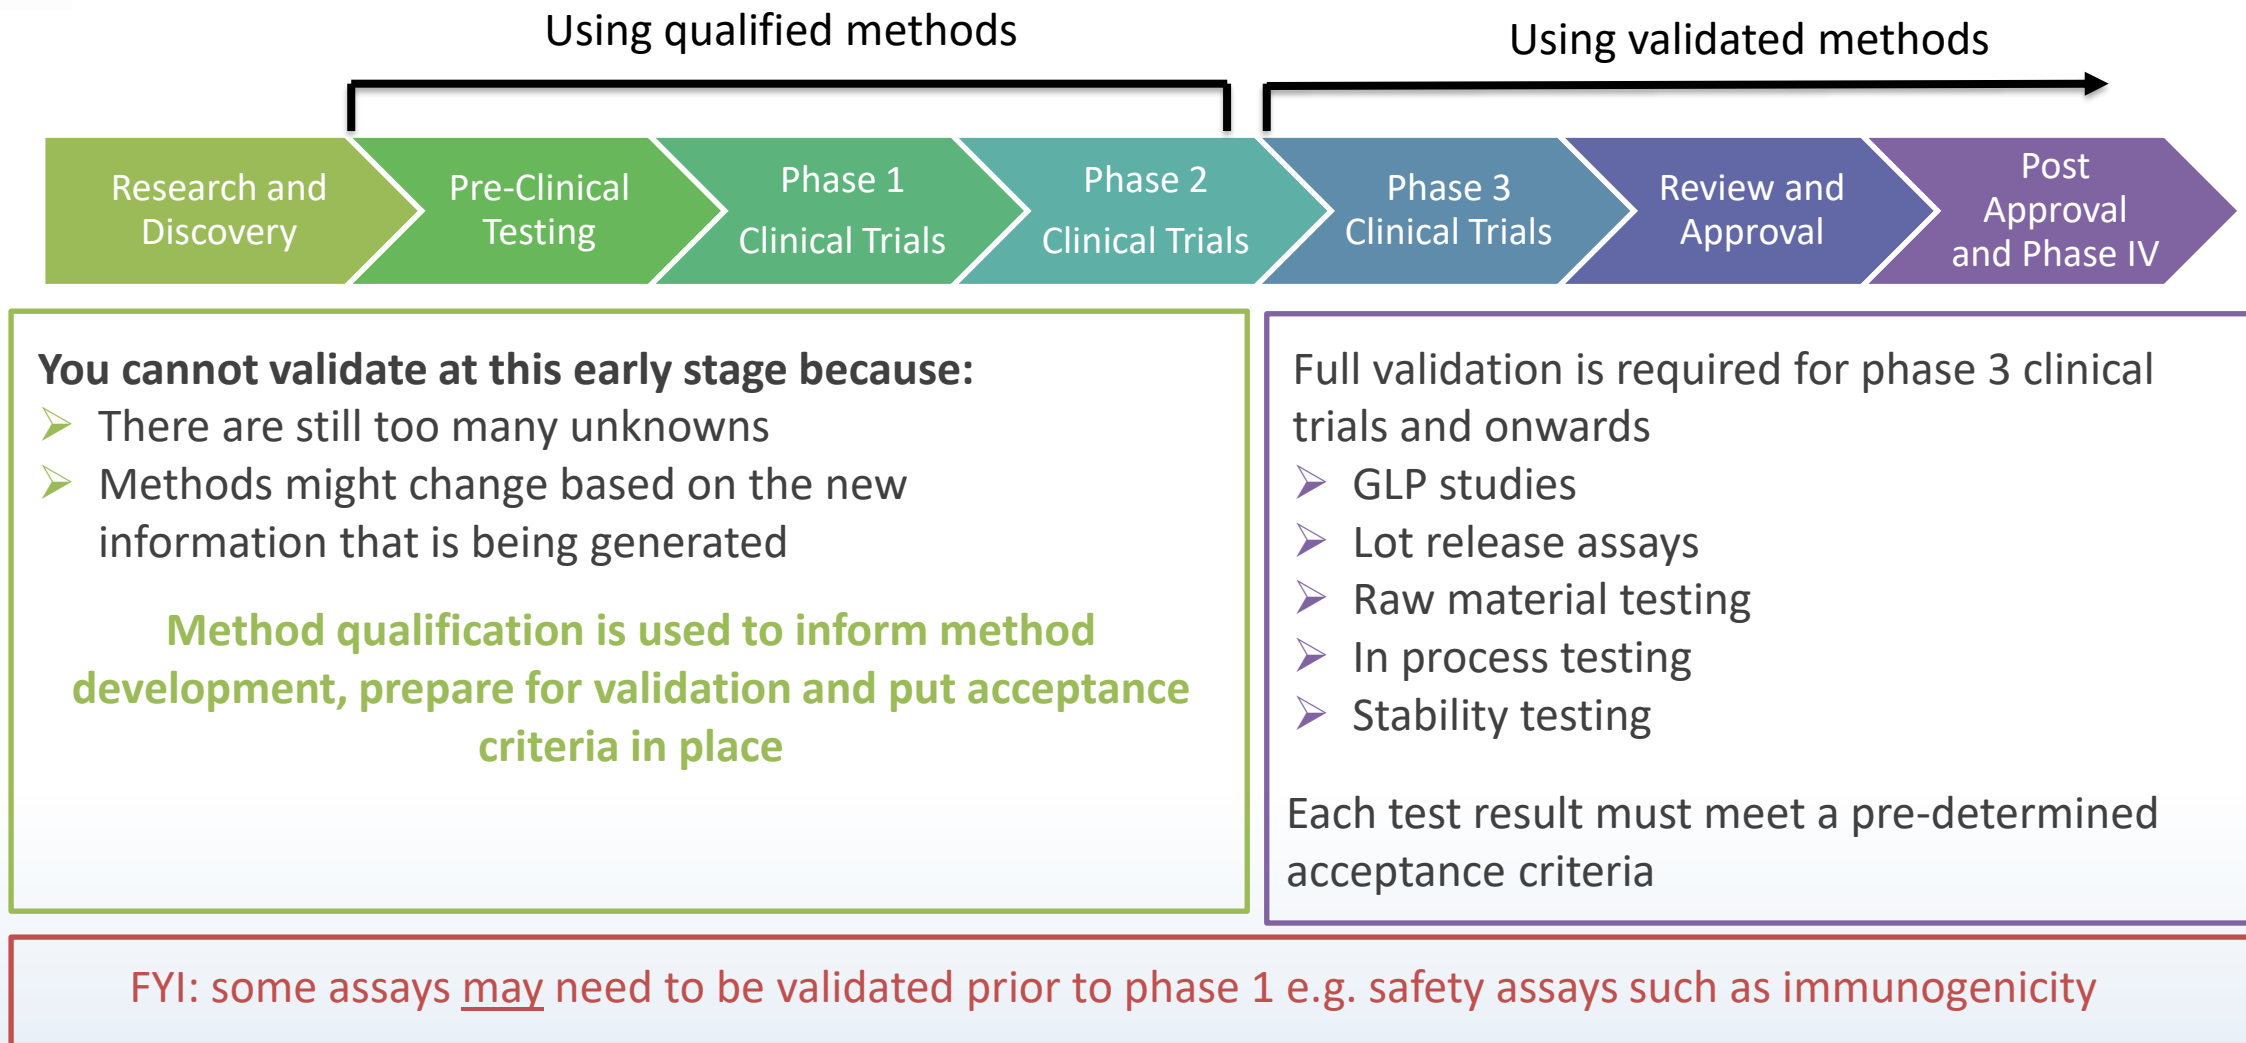 Using qualified methods
Using validated methods
Research and
Discovery
Pre-Clinical
Testing
Phase 1
Clinical Trials
Phase 2
Clinical Trials
Phase 3
Clinical Trials
Review and
Approval
Post
Approval
and Phase IV
You cannot validate at this early stage because:
There are still too many unknowns
Methods might change based on the new
information that is being generated
Method qualification is used to inform method
development, prepare for validation and put acceptance
criteria in place
Full validation is required for phase 3 clinical
trials and onwards
GLP studies
Lot release assays
Raw material testing
In process testing
Stability testing
Each test result must meet a pre-determined
acceptance criteria
FYI: some assays may need to be validated prior to phase 1 e.g. safety assays such as immunogenicity